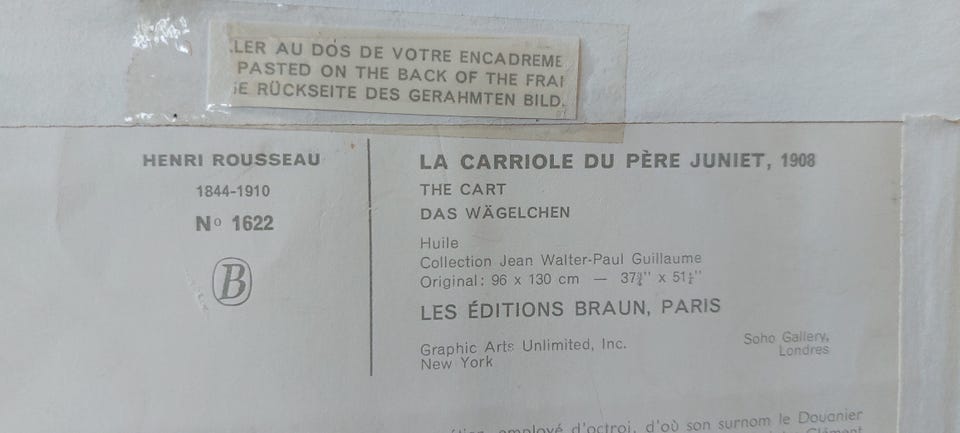 LER AU DOS DE VOTRE ENCADREME
PASTED ON THE BACK OF THE FRA
E RÜCKSEITE DES GERAHMTEN BILD.
HENRI ROUSSEAU
1844-1910
Nº 1622
B
LA CARRIOLE DU PÈRE JUNIET, 1908
THE CART
DAS WÄGELCHEN
Huile
Collection Jean Walter-Paul Guillaume
Original: 96 x 130 cm — 37¾" x 51¼"
LES ÉDITIONS BRAUN, PARIS
Graphic Arts Unlimited, Inc.
New York
Soho Gallery,
Londres
employé d'octroi, d'où son surnom le Douanier
Clément